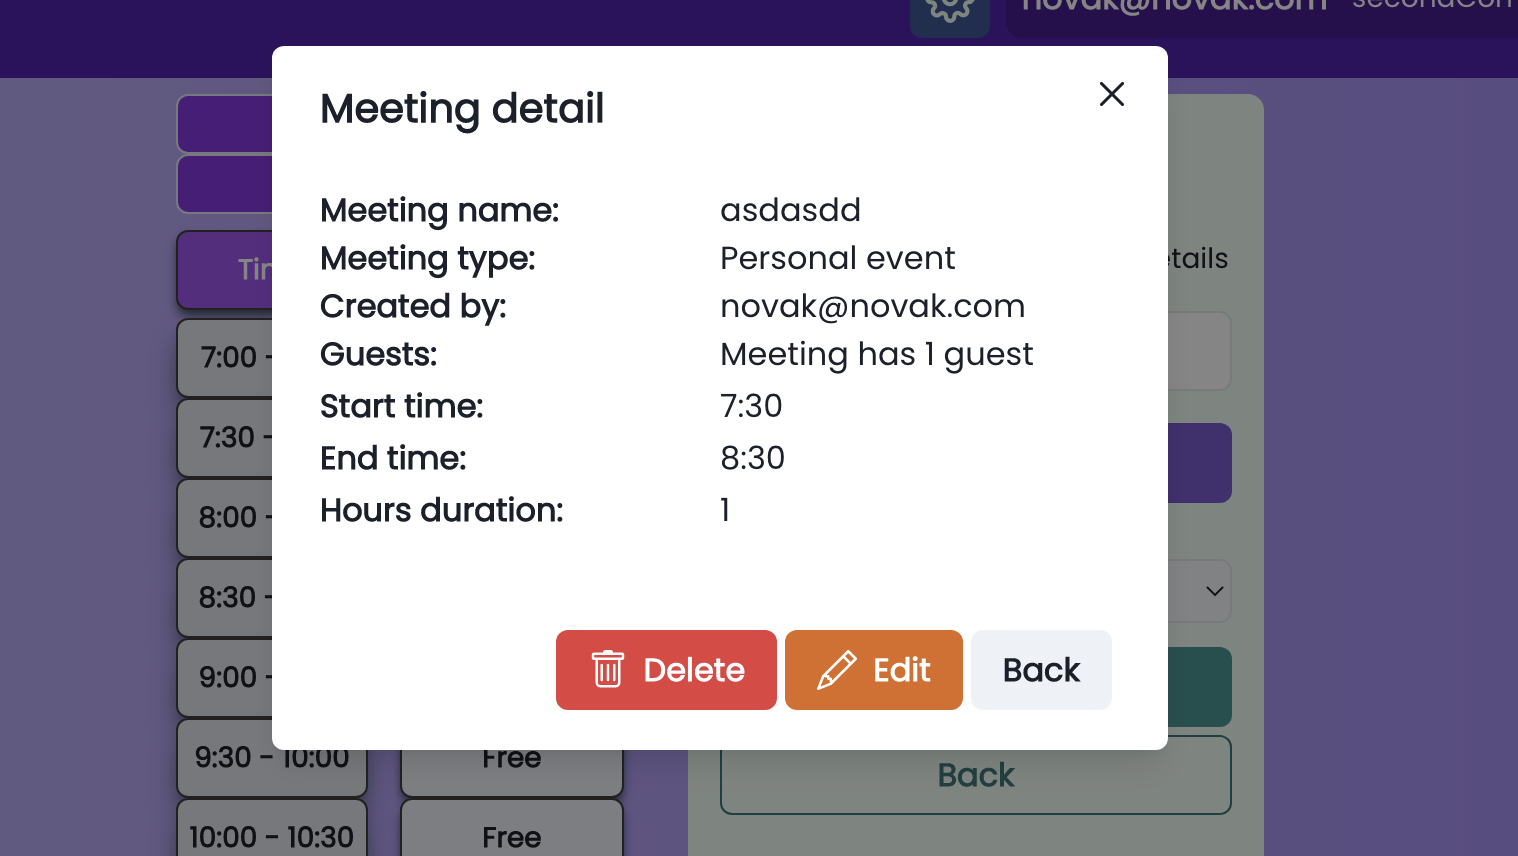 novak@novak.com
Meeting detail
Meeting name: asdasdd
Meeting type: Personal event
Created by: novak@novak.com
Guests: Meeting has 1 guest
Start time: 7:30
End time: 8:30
Hours duration: 1
Delete Edit Back
7:00 -
7:30 -
8:00 -
8:30 -
9:00 -
9:30 - 10:00 Free
10:00 - 10:30 Free
Back